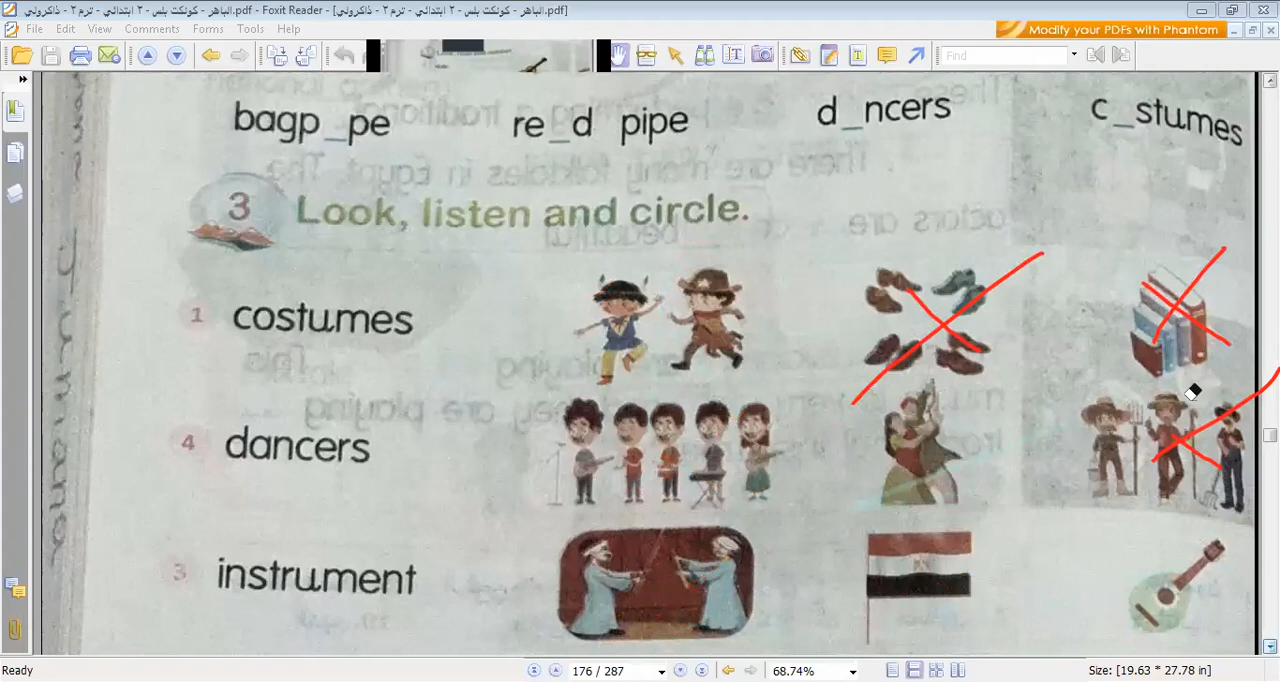 الباهر - كونكت بلس - ٢ ابتدائي - ترم ٢ - ذاكرولي.pdf - Foxit Reader - [الباهر - كونكت بلس - ٢ ابتدائي - ترم ٢ - ذاكرولي.pdf]
File Edit View Comments Forms Tools Help
Modify your PDFs with Phantom
Find
bagp_pe re_d pipe d_ncers c_stumes
3 Look, listen and circle.
1 costumes
4 dancers
3 instrument
Ready 176 / 287 68.74% Size: [19.63 * 27.78 in]